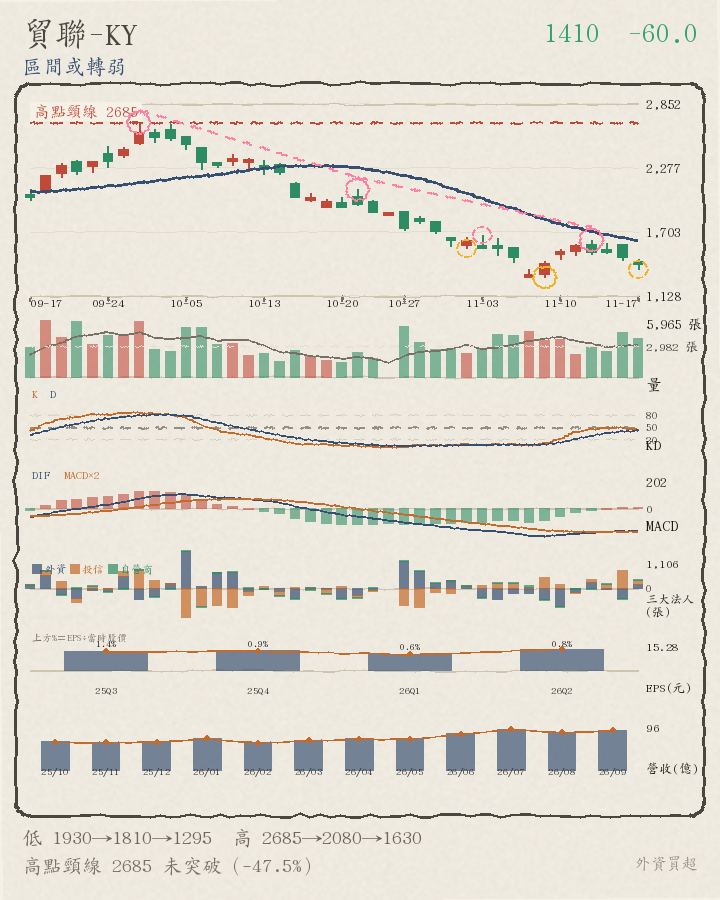 貿聯-KY
1410 -60.0
區間或轉弱
高點頸線 2685
2,852
2,277
1,703
1,128
09-17 09-24 10-05 10-13 10-20 10-27 11-03 11-10 11-17
5,965 張
2,982 張
量
K D
80
50
20
KD
DIF MACD×2
202
0
MACD
外資 投信 自營商
1,106
0
三大法人
(張)
上方%=EPS÷當時股價
1.4% 0.9% 0.6% 0.8%
15.28
25Q3 25Q4 26Q1 26Q2
EPS(元)
96
25/10 25/11 25/12 26/01 26/02 26/03 26/04 26/05 26/06 26/07 26/08 26/09
營收(億)
低 1930→1810→1295 高 2685→2080→1630
高點頸線 2685 未突破 (-47.5%)
外資買超